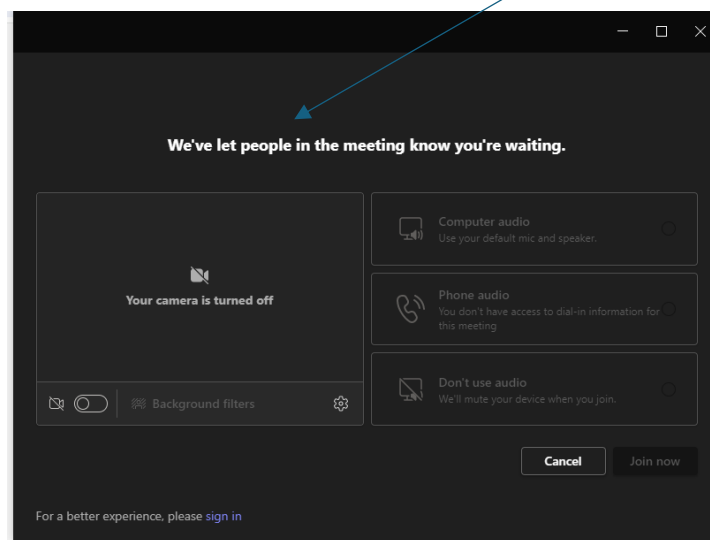 We've let people in the meeting know you're waiting.
Your camera is turned off
Background filters
Computer audio
Use your default mic and speaker.
Phone audio
You don't have access to dial-in information for
this meeting
Don't use audio
We'll mute your device when you join.
Cancel
Join now
For a better experience, please sign in